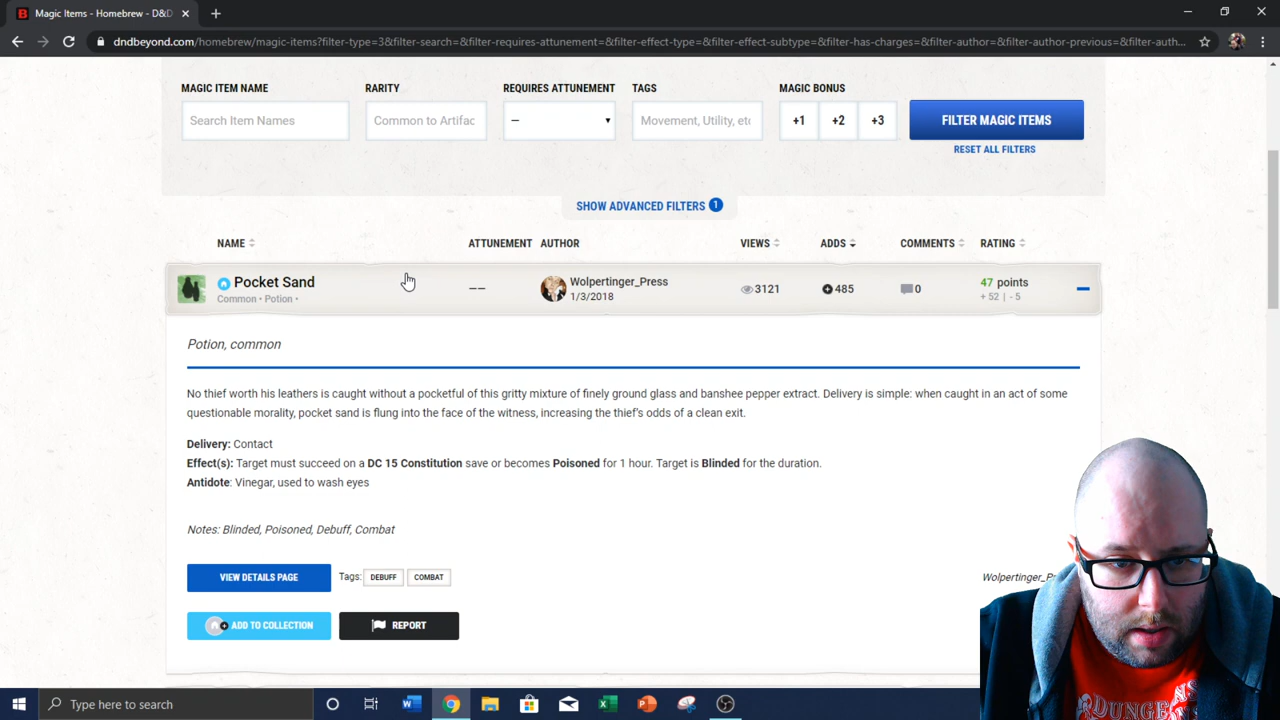 Magic Items - Homebrew - D&D
dndbeyond.com/homebrew/magic-items?filter-type=3&filter-search=&filter-requires-attunement=&filter-effect-type=&filter-effect-subtype=&filter-has-charges=&filter-author=&filter-author-previous=&filter-auth...
MAGIC ITEM NAME RARITY REQUIRES ATTUNEMENT TAGS MAGIC BONUS
Search Item Names Common to Artifac — Movement, Utility, etc +1 +2 +3 FILTER MAGIC ITEMS
RESET ALL FILTERS
SHOW ADVANCED FILTERS 1
NAME ATTUNEMENT AUTHOR VIEWS ADDS COMMENTS RATING
Pocket Sand —— Wolpertinger_Press 3121 485 0 47 points
Common • Potion • 1/3/2018 + 52 | - 5
Potion, common
No thief worth his leathers is caught without a pocketful of this gritty mixture of finely ground glass and banshee pepper extract. Delivery is simple: when caught in an act of some
questionable morality, pocket sand is flung into the face of the witness, increasing the thief's odds of a clean exit.
Delivery: Contact
Effect(s): Target must succeed on a DC 15 Constitution save or becomes Poisoned for 1 hour. Target is Blinded for the duration.
Antidote: Vinegar, used to wash eyes
Notes: Blinded, Poisoned, Debuff, Combat
VIEW DETAILS PAGE Tags: DEBUFF COMBAT Wolpertinger_P
ADD TO COLLECTION REPORT
DUNGEONS
Type here to search